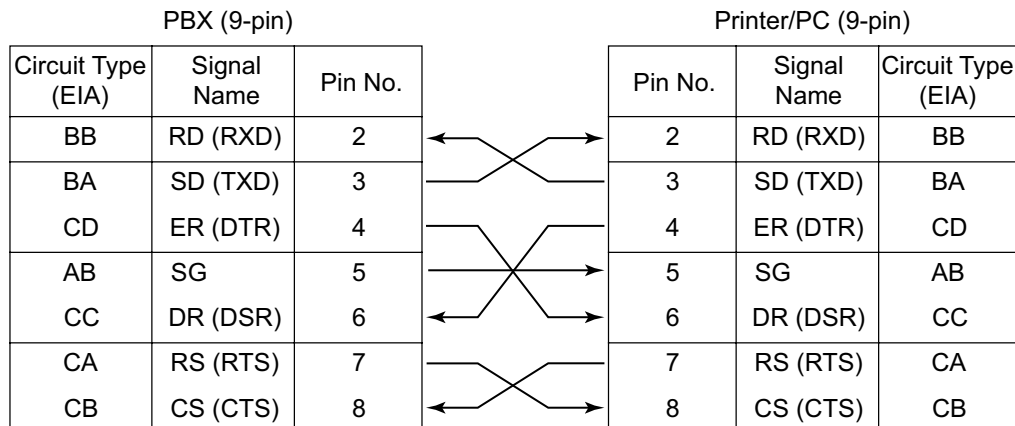 PBX (9-pin) Printer/PC (9-pin)
Circuit Type (EIA) Signal Name Pin No. Pin No. Signal Name Circuit Type (EIA)
BB RD (RXD) 2 2 RD (RXD) BB
BA SD (TXD) 3 3 SD (TXD) BA
CD ER (DTR) 4 4 ER (DTR) CD
AB SG 5 5 SG AB
CC DR (DSR) 6 6 DR (DSR) CC
CA RS (RTS) 7 7 RS (RTS) CA
CB CS (CTS) 8 8 CS (CTS) CB